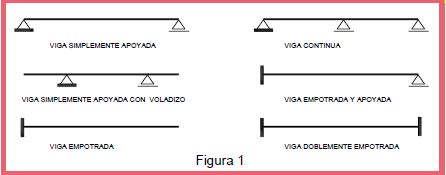 VIGA SIMPLEMENTE APOYADA
VIGA CONTINUA
VIGA SIMPLEMENTE APOYADA CON VOLADIZO
VIGA EMPOTRADA Y APOYADA
VIGA EMPOTRADA
VIGA DOBLEMENTE EMPOTRADA
Figura 1